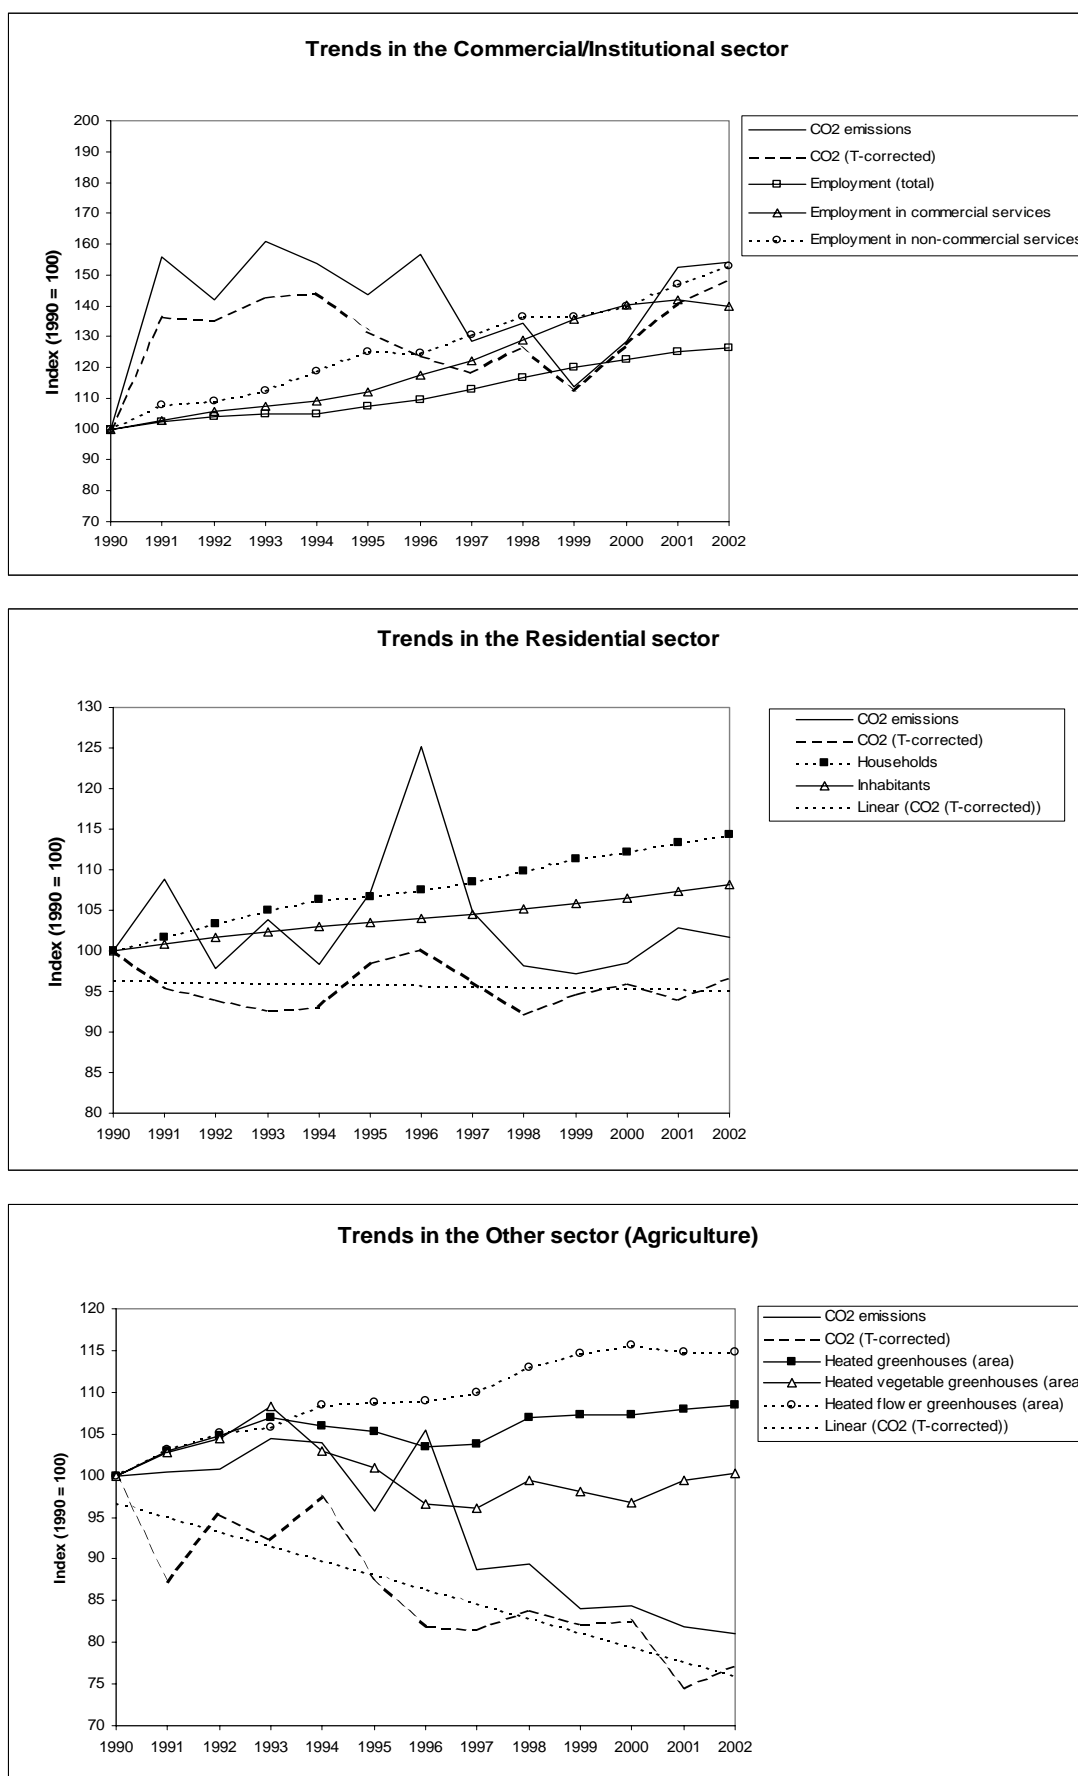 Trends in the Commercial/Institutional sector
200
190
180
170
160
150
140
130
120
110
100
90
80
70
Index (1990 = 100)
1990 1991 1992 1993 1994 1995 1996 1997 1998 1999 2000 2001 2002
CO2 emissions
CO2 (T-corrected)
Employment (total)
Employment in commercial services
Employment in non-commercial services
Trends in the Residential sector
130
125
120
115
110
105
100
95
90
85
80
Index (1990 = 100)
1990 1991 1992 1993 1994 1995 1996 1997 1998 1999 2000 2001 2002
CO2 emissions
CO2 (T-corrected)
Households
Inhabitants
Linear (CO2 (T-corrected))
Trends in the Other sector (Agriculture)
120
115
110
105
100
95
90
85
80
75
70
Index (1990 = 100)
1990 1991 1992 1993 1994 1995 1996 1997 1998 1999 2000 2001 2002
CO2 emissions
CO2 (T-corrected)
Heated greenhouses (area)
Heated vegetable greenhouses (area
Heated flower greenhouses (area)
Linear (CO2 (T-corrected))